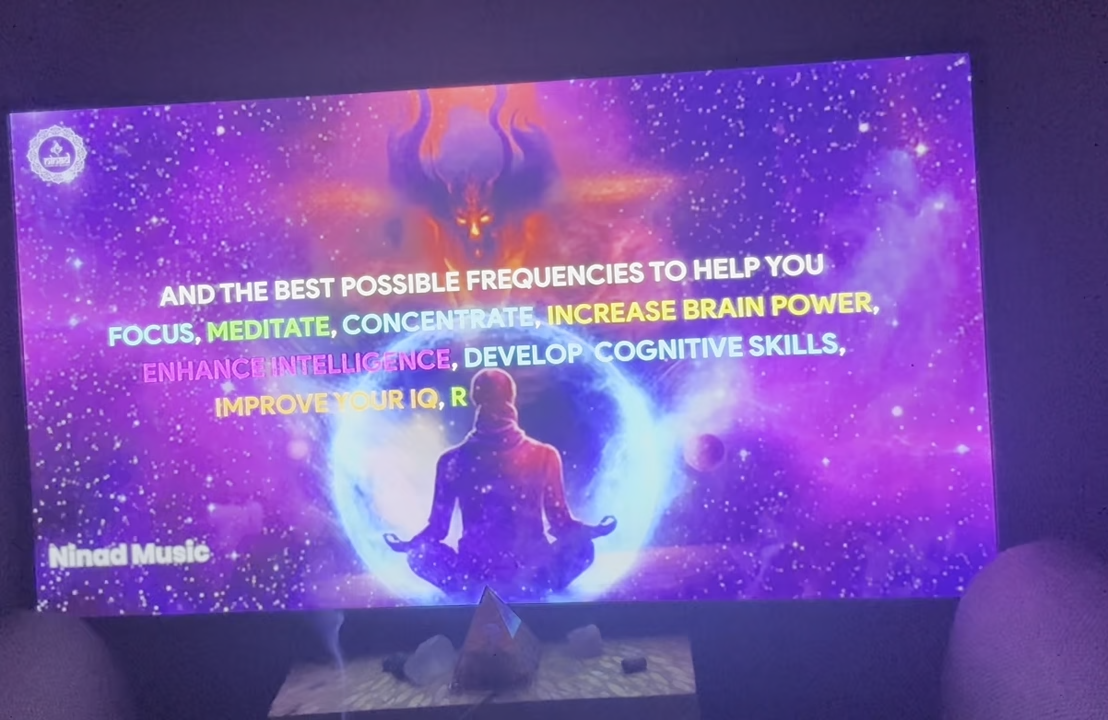 ninad
AND THE BEST POSSIBLE FREQUENCIES TO HELP YOU
FOCUS, MEDITATE, CONCENTRATE, INCREASE BRAIN POWER,
ENHANCE INTELLIGENCE, DEVELOP COGNITIVE SKILLS,
IMPROVE YOUR IQ, R
Ninad Music